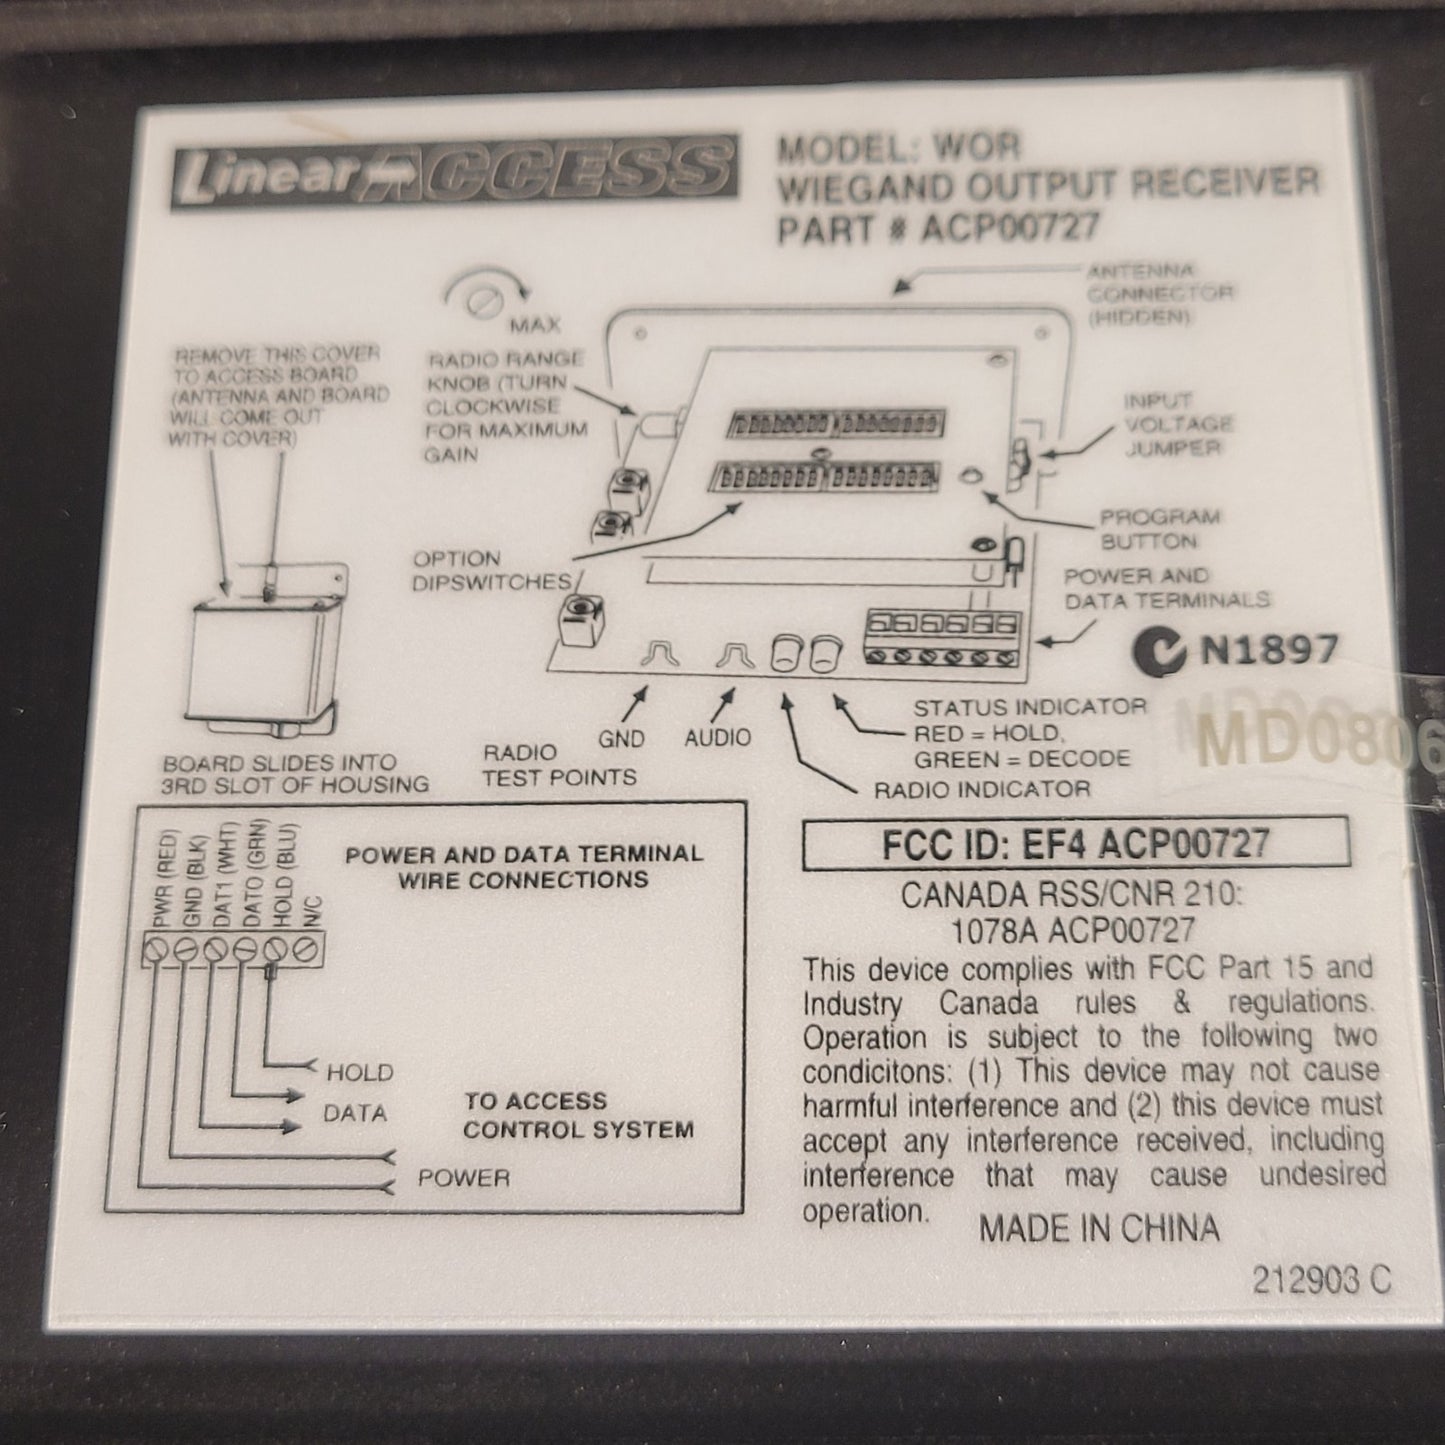 Linear ACCESS
MODEL: WOR
WIEGAND OUTPUT RECEIVER
PART # ACP00727
MAX
ANTENNA
CONNECTOR
(HIDDEN)
REMOVE THIS COVER
TO ACCESS BOARD
(ANTENNA AND BOARD
WILL COME OUT
WITH COVER)
RADIO RANGE
KNOB (TURN
CLOCKWISE
FOR MAXIMUM
GAIN
INPUT
VOLTAGE
JUMPER
PROGRAM
BUTTON
OPTION
DIPSWITCHES
POWER AND
DATA TERMINALS
N1897
GND
AUDIO
RADIO
TEST POINTS
STATUS INDICATOR
RED = HOLD,
GREEN = DECODE
RADIO INDICATOR
MD0806
BOARD SLIDES INTO
3RD SLOT OF HOUSING
PWR (RED)
GND (BLK)
DAT1 (WHT)
DATO (GRN)
HOLD (BLU)
N/C
POWER AND DATA TERMINAL
WIRE CONNECTIONS
HOLD
DATA
POWER
TO ACCESS
CONTROL SYSTEM
FCC ID: EF4 ACP00727
CANADA RSS/CNR 210:
1078A ACP00727
This device complies with FCC Part 15 and
Industry Canada rules & regulations.
Operation is subject to the following two
condicitons: (1) This device may not cause
harmful interference and (2) this device must
accept any interference received, including
interference that may cause undesired
operation.
MADE IN CHINA
212903 C